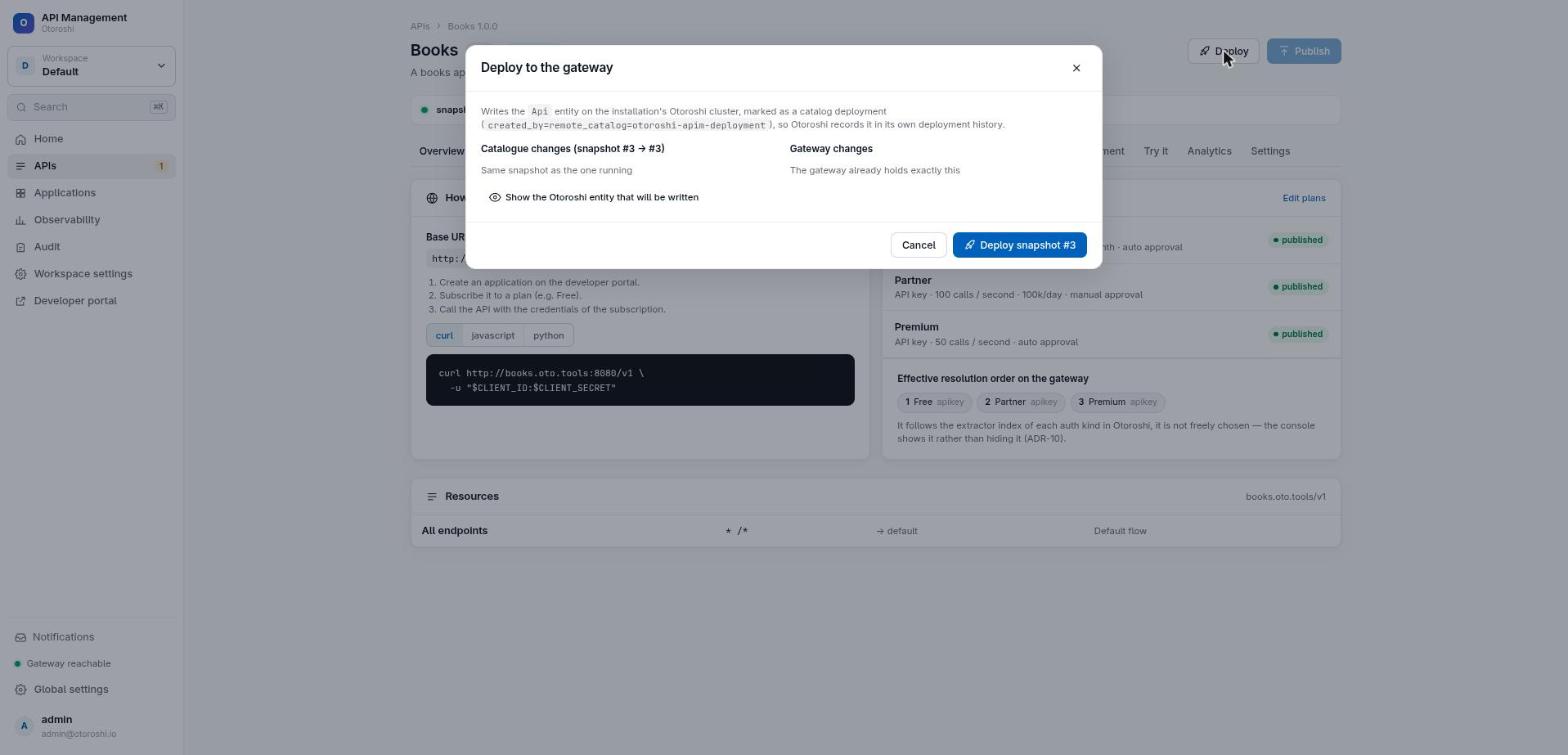 API Management
Otoroshi
D
Workspace
Default
Search
⌘K
Home
APIs
1
Applications
Observability
Audit
Workspace settings
Developer portal
Notifications
Gateway reachable
Global settings
A
admin
admin@otoroshi.io
APIs > Books 1.0.0
Books
Deploy
Publish
A books ap
snaps
Overview
ment
Try it
Analytics
Settings
Deploy to the gateway
×
Writes the Api entity on the installation's Otoroshi cluster, marked as a catalog deployment
(created_by=remote_catalog=otoroshi-apim-deployment), so Otoroshi records it in its own deployment history.
Catalogue changes (snapshot #3 → #3)
Same snapshot as the one running
Gateway changes
The gateway already holds exactly this
Show the Otoroshi entity that will be written
Cancel
Deploy snapshot #3
How
Base UR
http:/
1. Create an application on the developer portal.
2. Subscribe it to a plan (e.g. Free).
3. Call the API with the credentials of the subscription.
curl
javascript
python
curl http://books.oto.tools:8080/v1 \
-u "$CLIENT_ID:$CLIENT_SECRET"
Edit plans
nth · auto approval
published
Partner
API key · 100 calls / second · 100k/day · manual approval
published
Premium
API key · 50 calls / second · auto approval
published
Effective resolution order on the gateway
1 Free apikey
2 Partner apikey
3 Premium apikey
It follows the extractor index of each auth kind in Otoroshi, it is not freely chosen — the console
shows it rather than hiding it (ADR-10).
Resources
books.oto.tools/v1
All endpoints
* /*
→ default
Default flow